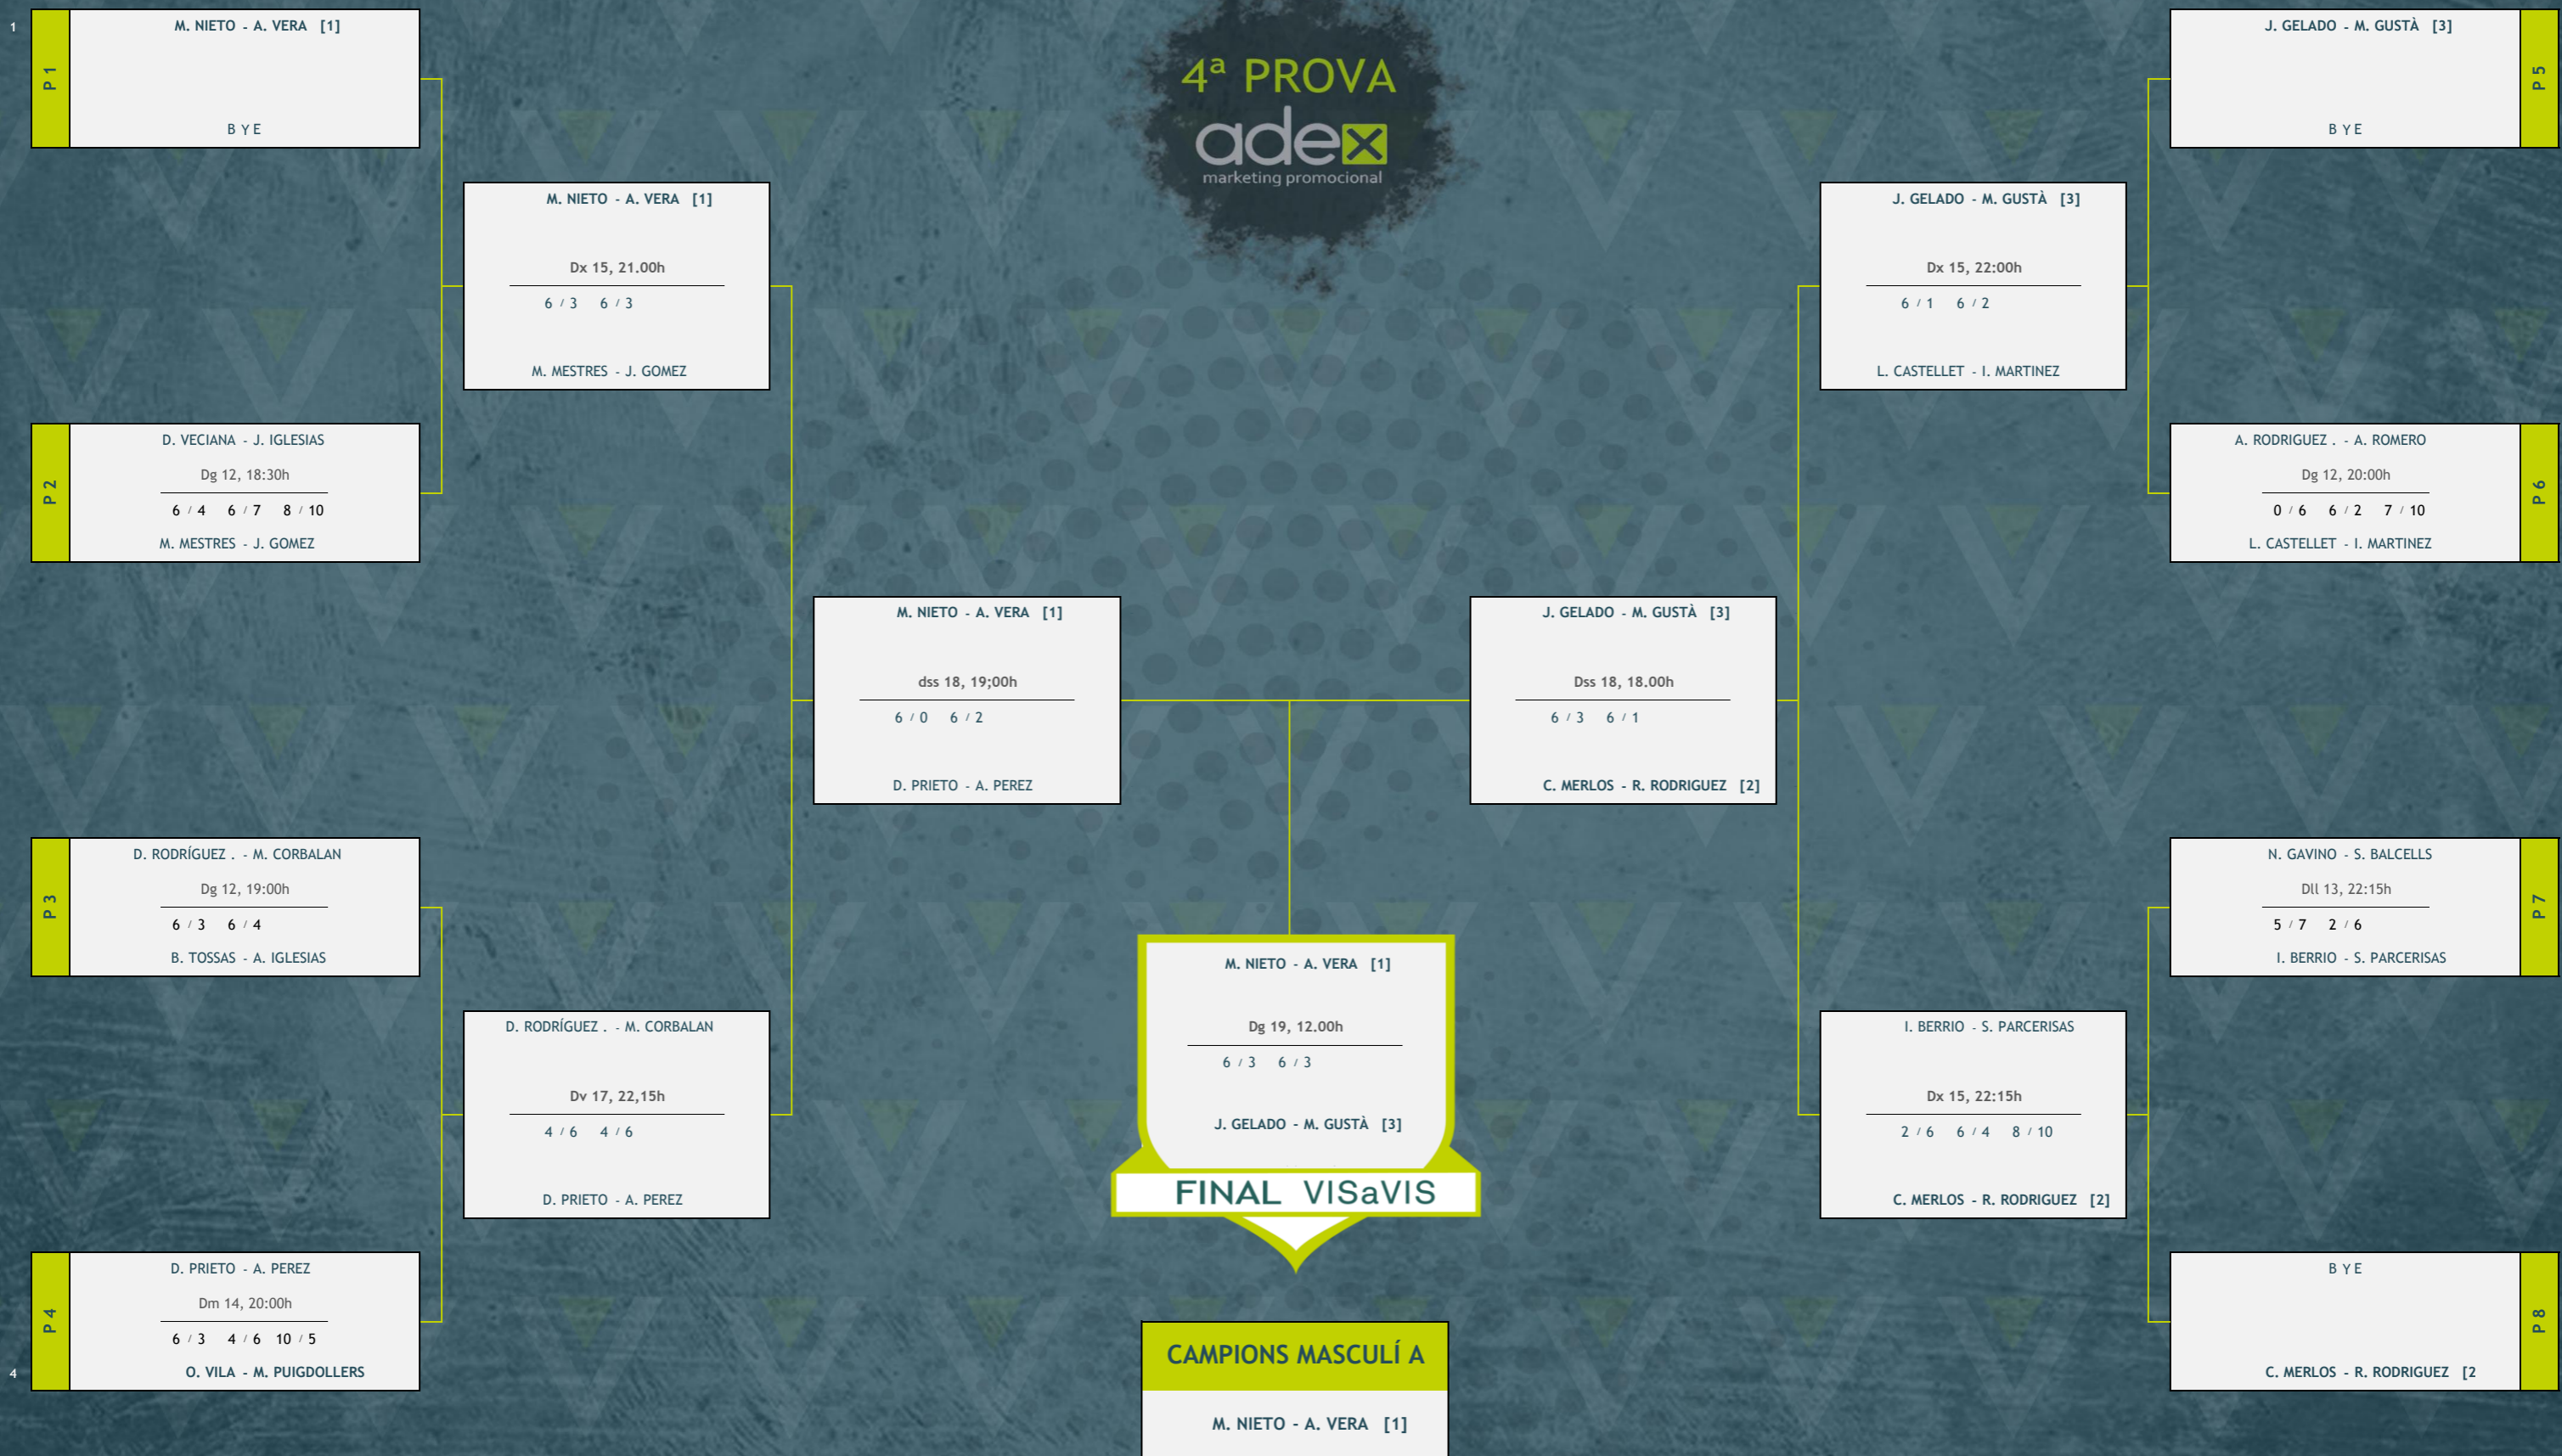 1
M. NIETO - A. VERA [1]
P 1
BYE
M. NIETO - A. VERA [1]
Dx 15, 21.00h
6 / 3 6 / 3
M. MESTRES - J. GOMEZ
D. VECIANA - J. IGLESIAS
Dg 12, 18:30h
P 2
6 / 4 6 / 7 8 / 10
M. MESTRES - J. GOMEZ
M. NIETO - A. VERA [1]
dss 18, 19;00h
6 / 0 6 / 2
D. PRIETO - A. PEREZ
D. RODRÍGUEZ . - M. CORBALAN
Dg 12, 19:00h
P 3
6 / 3 6 / 4
B. TOSSAS - A. IGLESIAS
D. RODRÍGUEZ . - M. CORBALAN
Dv 17, 22,15h
4 / 6 4 / 6
D. PRIETO - A. PEREZ
D. PRIETO - A. PEREZ
Dm 14, 20:00h
P 4
6 / 3 4 / 6 10 / 5
4
O. VILA - M. PUIGDOLLERS
4ª PROVA
adex
marketing promocional
M. NIETO - A. VERA [1]
Dg 19, 12.00h
6 / 3 6 / 3
J. GELADO - M. GUSTÀ [3]
FINAL VISaVIS
CAMPIONS MASCULÍ A
M. NIETO - A. VERA [1]
J. GELADO - M. GUSTÀ [3]
P 5
BYE
J. GELADO - M. GUSTÀ [3]
Dx 15, 22:00h
6 / 1 6 / 2
L. CASTELLET - I. MARTINEZ
A. RODRIGUEZ . - A. ROMERO
Dg 12, 20:00h
P 6
0 / 6 6 / 2 7 / 10
L. CASTELLET - I. MARTINEZ
J. GELADO - M. GUSTÀ [3]
Dss 18, 18.00h
6 / 3 6 / 1
C. MERLOS - R. RODRIGUEZ [2]
N. GAVINO - S. BALCELLS
Dll 13, 22:15h
P 7
5 / 7 2 / 6
I. BERRIO - S. PARCERISAS
I. BERRIO - S. PARCERISAS
Dx 15, 22:15h
2 / 6 6 / 4 8 / 10
C. MERLOS - R. RODRIGUEZ [2]
BYE
P 8
C. MERLOS - R. RODRIGUEZ [2